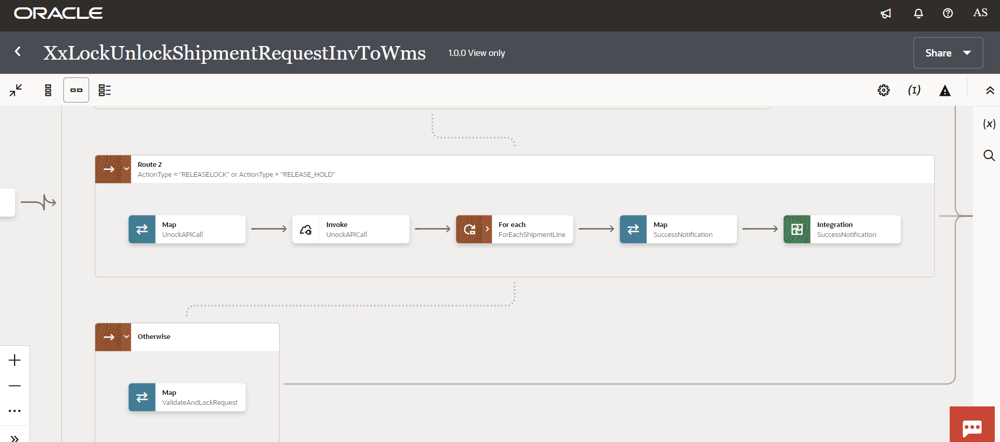 ORACLE
AS
XxLockUnlockShipmentRequestInvToWms
1.0.0 View only
Share
(I)
(x)
Route 2
ActionType = "RELEASELOCK" or ActionType = "RELEASE_HOLD"
Map
UnockAPICall
Invoke
UnockAPICall
For each
ForEachShipmentLine
Map
SuccessNotification
Integration
SuccessNotification
Otherwise
Map
ValidateAndLockRequest